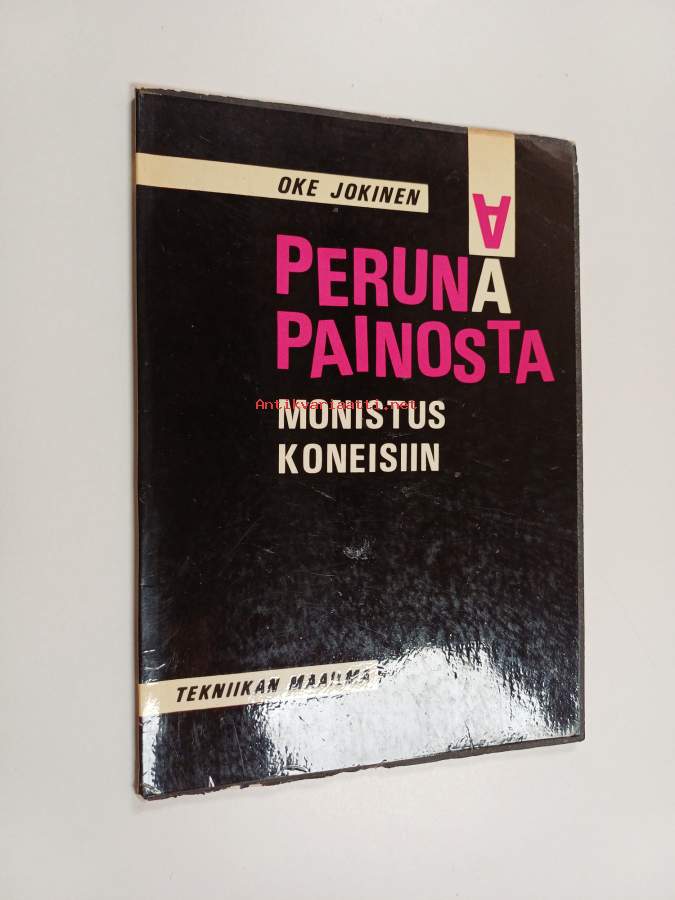 OKE JOKINEN
A
PERUNA
PAINOSTA
Antikvariaatti.net
MONISTUS
KONEISIIN
TEKNIIKAN MAAILMA